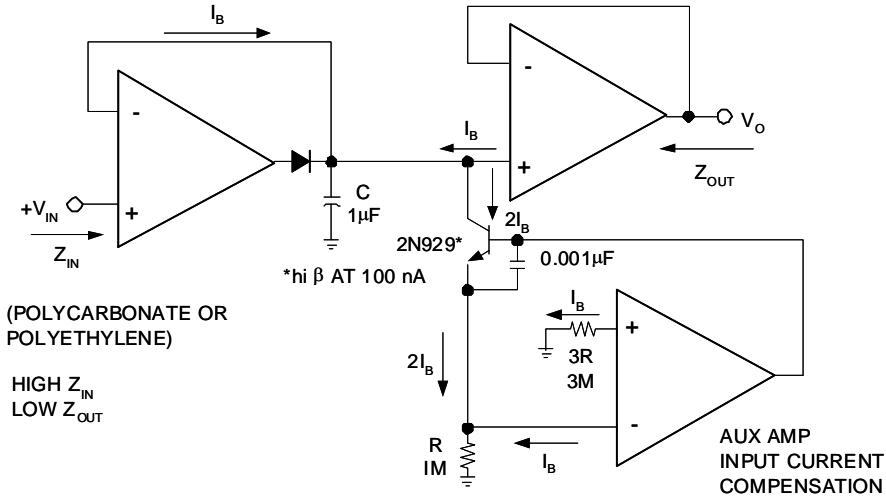 I_B
-
+
+V_IN
Z_IN
C
1µF
-
+
I_B
V_O
Z_OUT
2I_B
2N929*
*hi β AT 100 nA
0.001µF
(POLYCARBONATE OR
POLYETHYLENE)
HIGH Z_IN
LOW Z_OUT
2I_B
I_B
3R
3M
+
-
R
1M
I_B
AUX AMP
INPUT CURRENT
COMPENSATION